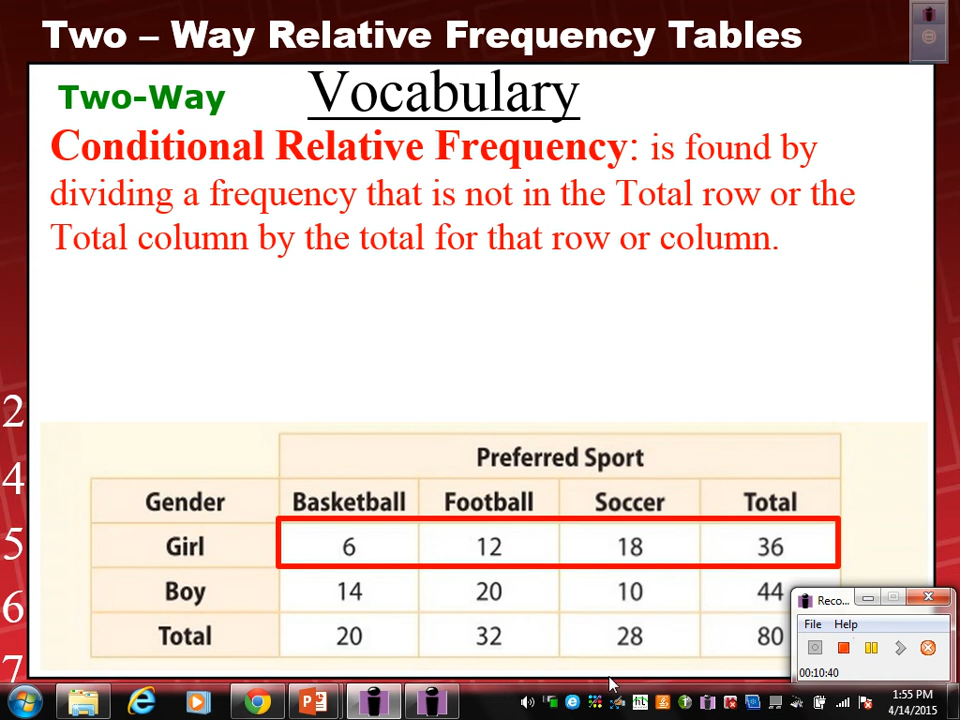 Two – Way Relative Frequency Tables
Two-Way
Vocabulary
Conditional Relative Frequency: is found by
dividing a frequency that is not in the Total row or the
Total column by the total for that row or column.
2
4
5
6
7
Preferred Sport
Gender Basketball Football Soccer Total
Girl 6 12 18 36
Boy 14 20 10 44
Total 20 32 28 80
Reco...
File Help
00:10:40
1:55 PM
4/14/2015